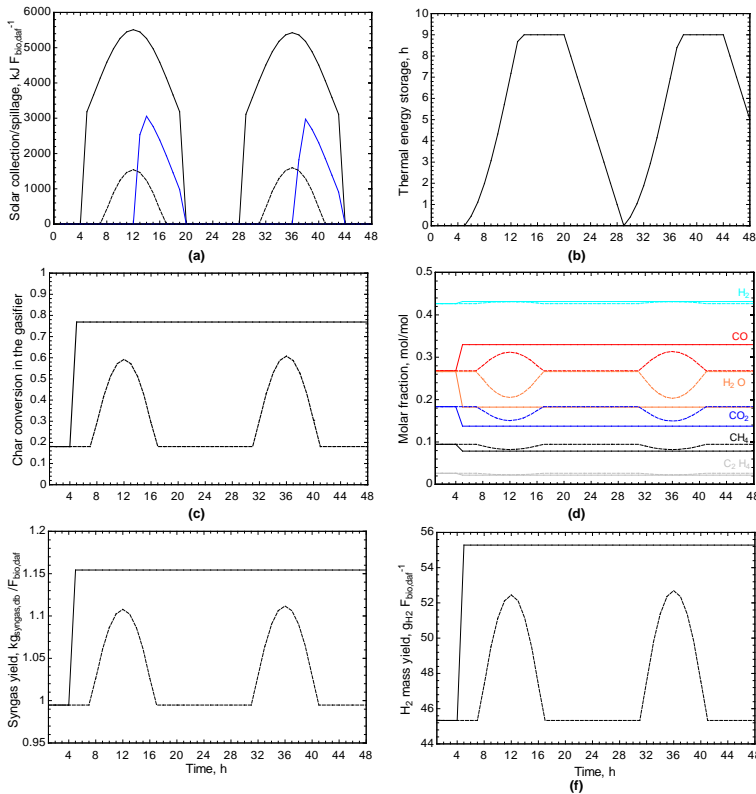 6000
5000
4000
3000
2000
1000
0
Solar collection/spillage, kJ F_bio,daf^-1
0 4 8 12 16 20 24 28 32 36 40 44 48
(a)
10
9
8
7
6
5
4
3
2
1
0
Thermal energy storage, h
0 4 8 12 16 20 24 28 32 36 40 44 48
(b)
1
0.9
0.8
0.7
0.6
0.5
0.4
0.3
0.2
0.1
0
Char conversion in the gasifier
4 8 12 16 20 24 28 32 36 40 44 48
(c)
0.5
0.4
0.3
0.2
0.1
0
Molar fraction, mol/mol
H2
CO
H2 O
CO2
CH4
C2 H4
4 8 12 16 20 24 28 32 36 40 44 48
(d)
1.2
1.15
1.1
1.05
1
0.95
Syngas yield, kg_syngas,db /F_bio,daf
4 8 12 16 20 24 28 32 36 40 44 48
Time, h
56
54
52
50
48
46
44
H2 mass yield, g_H2 F_bio,daf^-1
4 8 12 16 20 24 28 32 36 40 44 48
Time, h
(f)